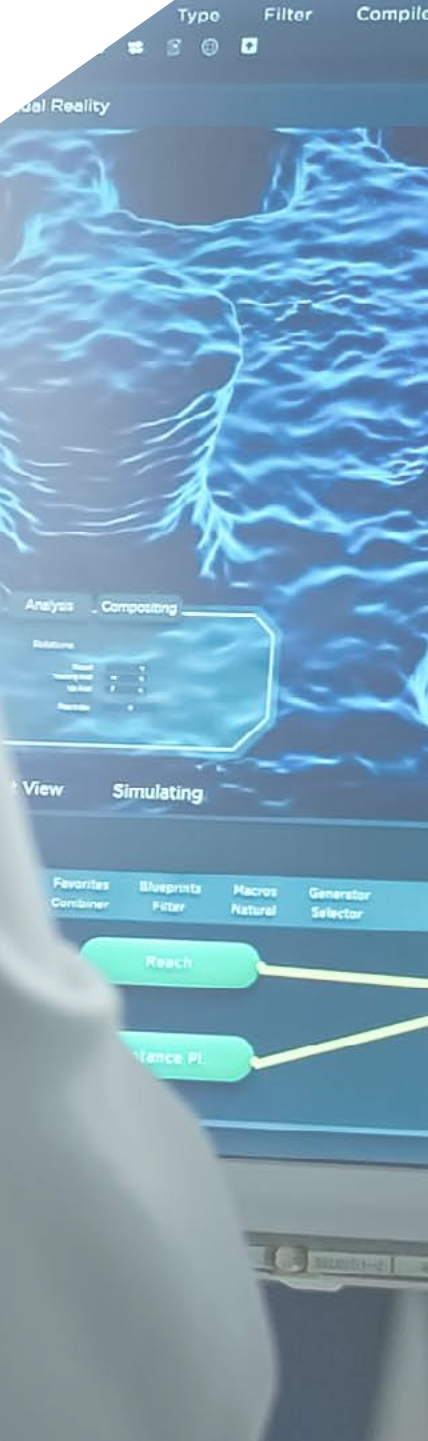 Type Filter Compile
ual Reality
Analysis Compositing
Rotations
View Simulating
Favorites Blueprints Macros Generator
Combiner Filter Natural Selector
Reach
lance Pl.